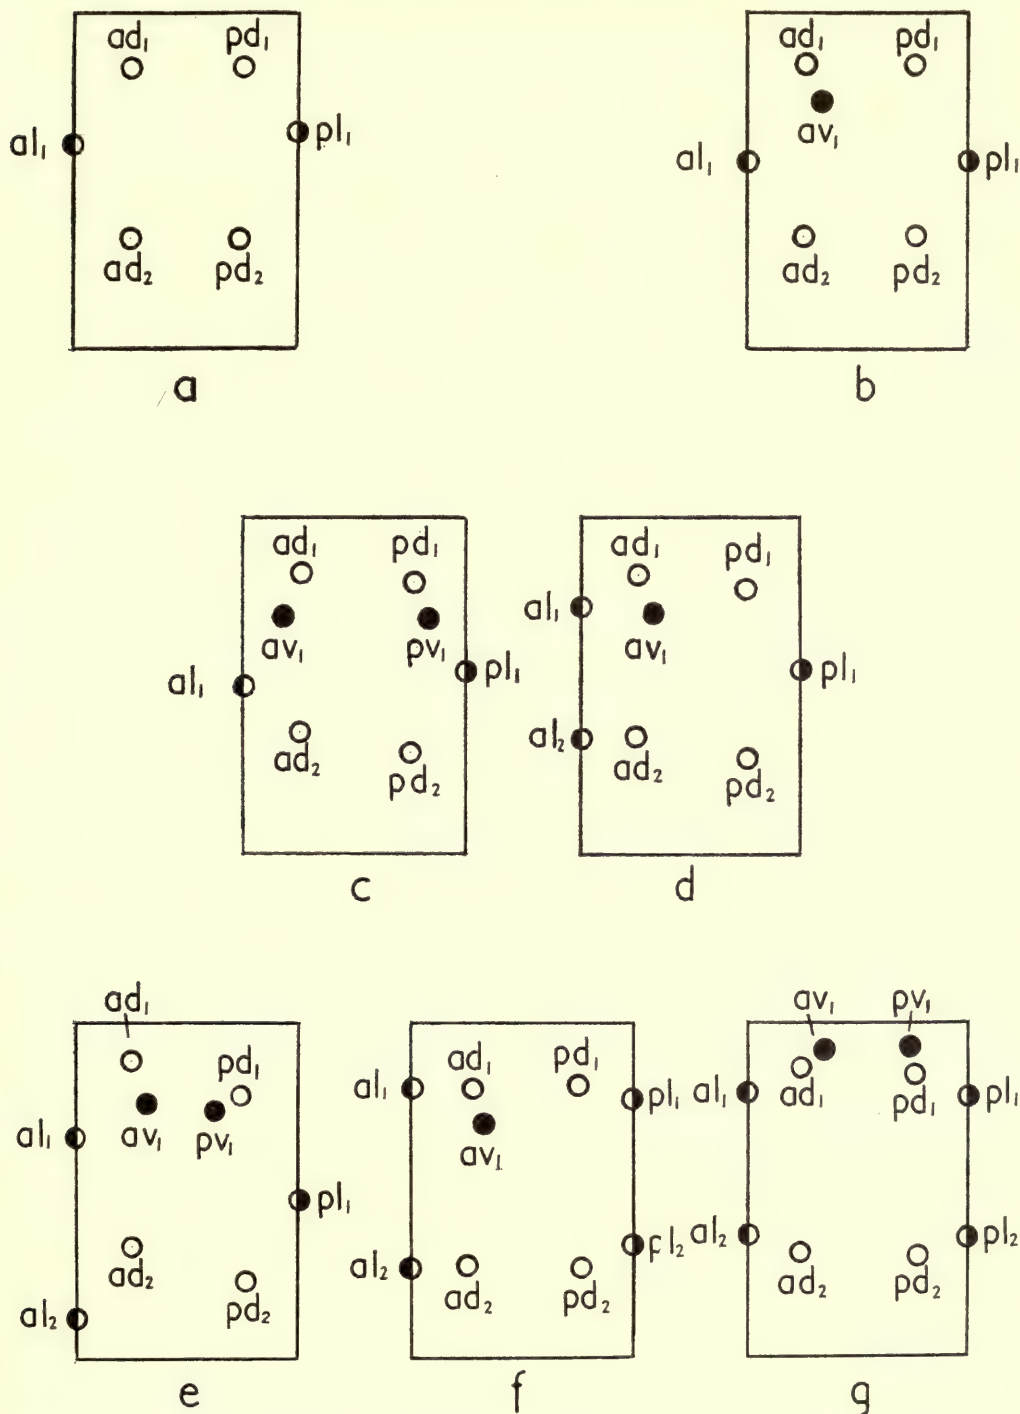 ad₁ pd₁ ad₁ pd₁
av₁
al₁ pl₁ al₁ pl₁
ad₂ pd₂ ad₂ pd₂
a b
ad₁ pd₁ ad₁ pd₁
al₁
av₁ pv₁ av₁
al₁ pl₁ pl₁
al₂
ad₂ pd₂ ad₂ pd₂
c d
ad₁ av₁ pv₁
pd₁ ad₁ pd₁
al₁ pl₁ al₁ ad₁ pd₁ pl₁
al₁ av₁ pv₁ av₁
pl₁
al₂ pl₂ al₂ pl₂
ad₂ pd₂ ad₂ pd₂ ad₂ pd₂
al₂
e f g